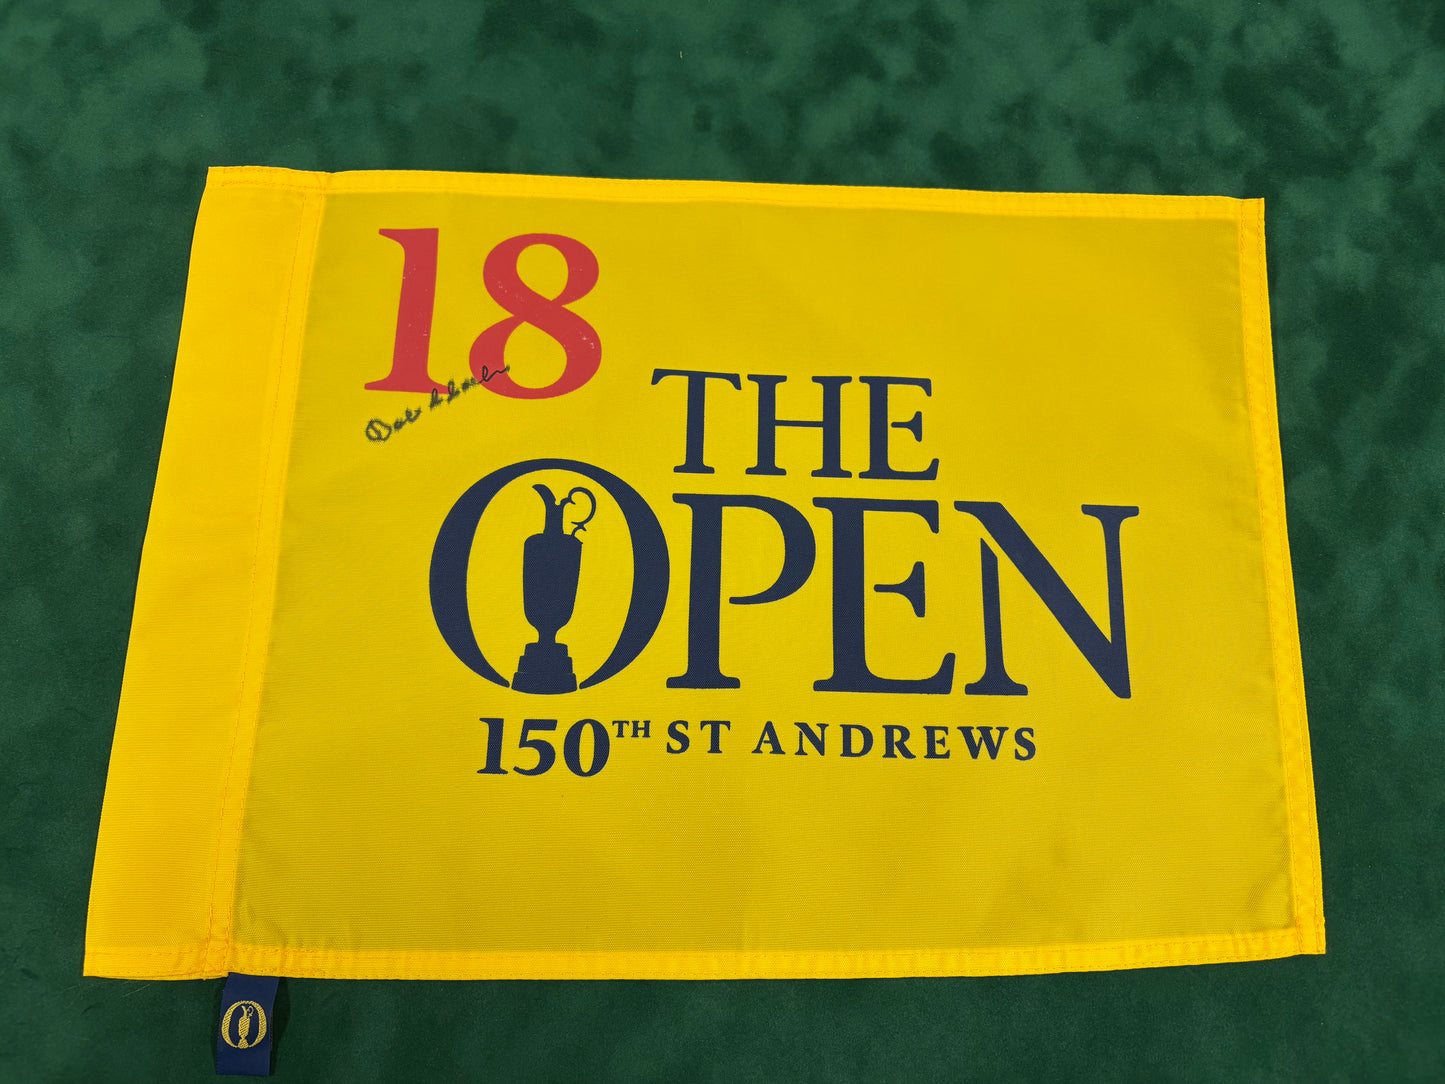 18
THE
OPEN
150TH ST ANDREWS